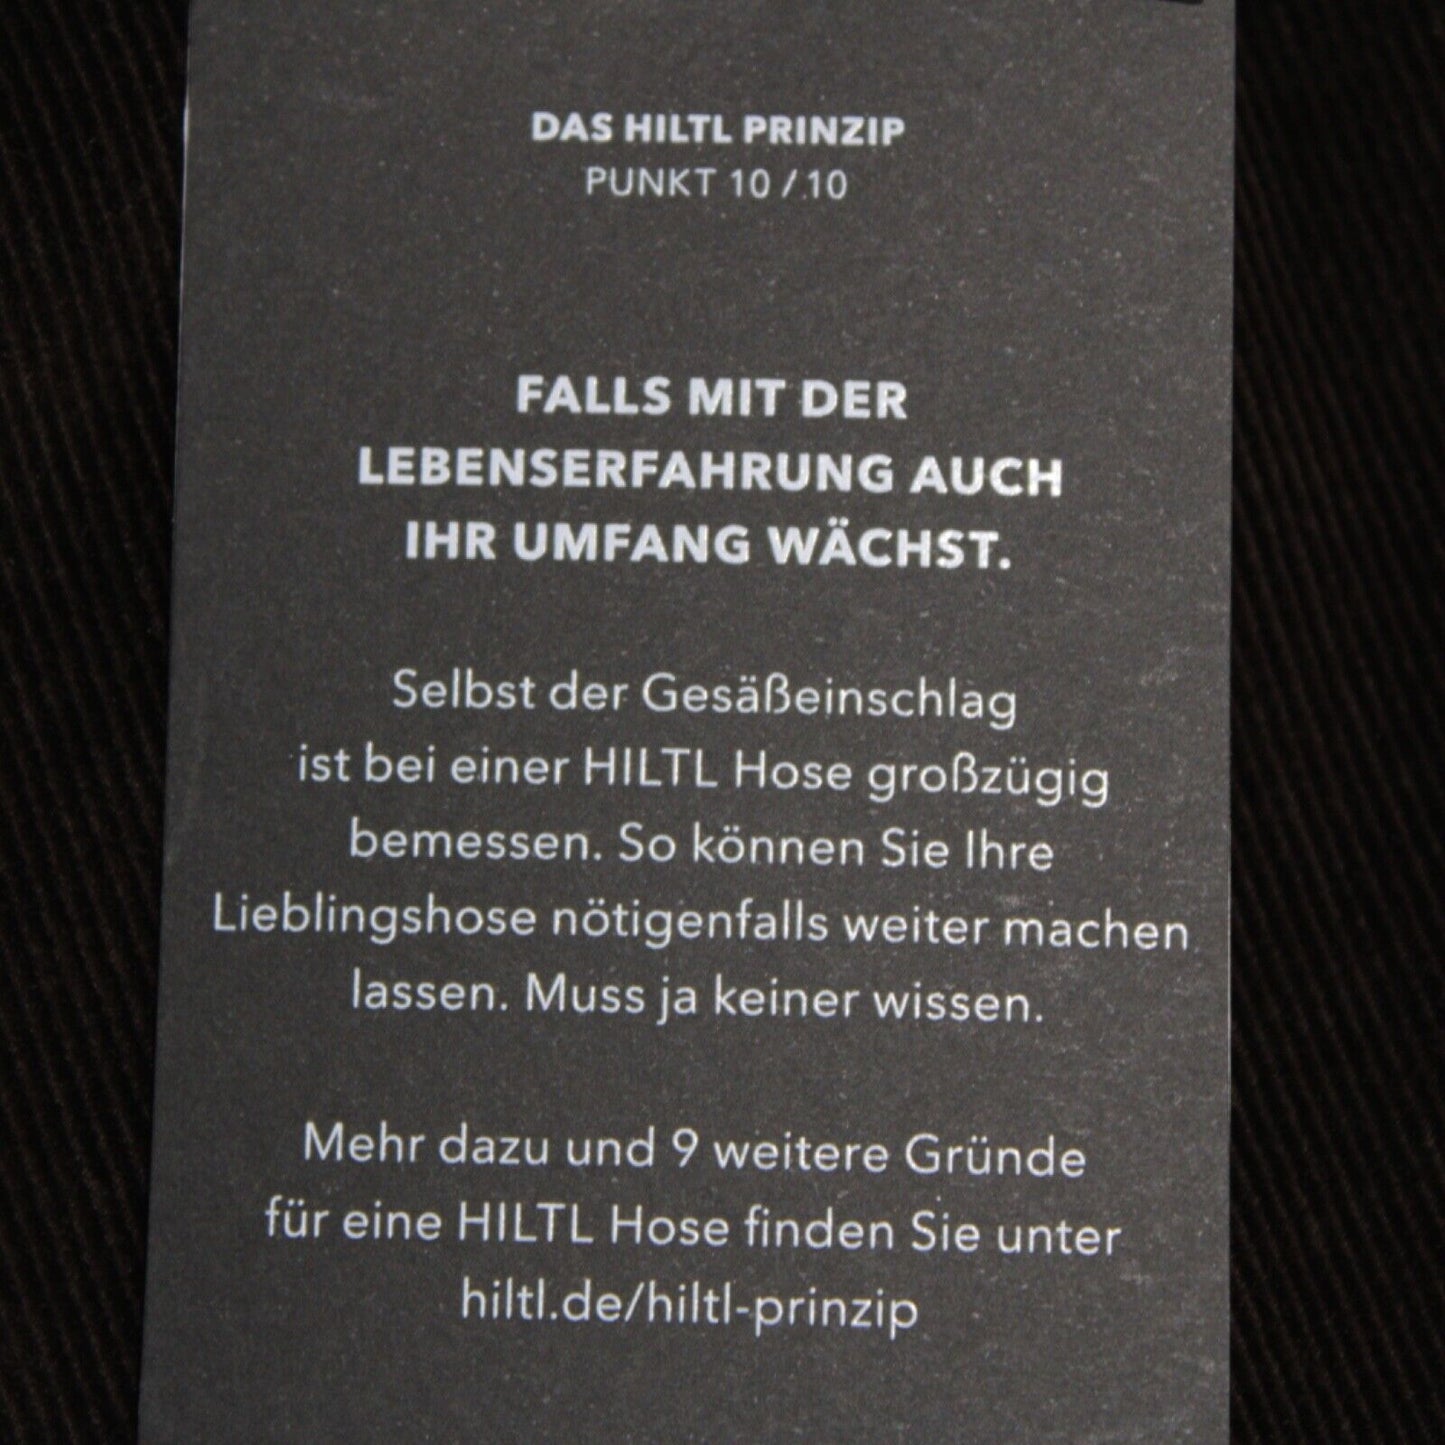 DAS HILTL PRINZIP
PUNKT 10 / 10
FALLS MIT DER
LEBENSERFAHRUNG AUCH
IHR UMFANG WÄCHST.
Selbst der Gesäßeinschlag
ist bei einer HILTL Hose großzügig
bemessen. So können Sie Ihre
Lieblingshose nötigenfalls weiter machen
lassen. Muss ja keiner wissen.
Mehr dazu und 9 weitere Gründe
für eine HILTL Hose finden Sie unter
hiltl.de/hiltl-prinzip